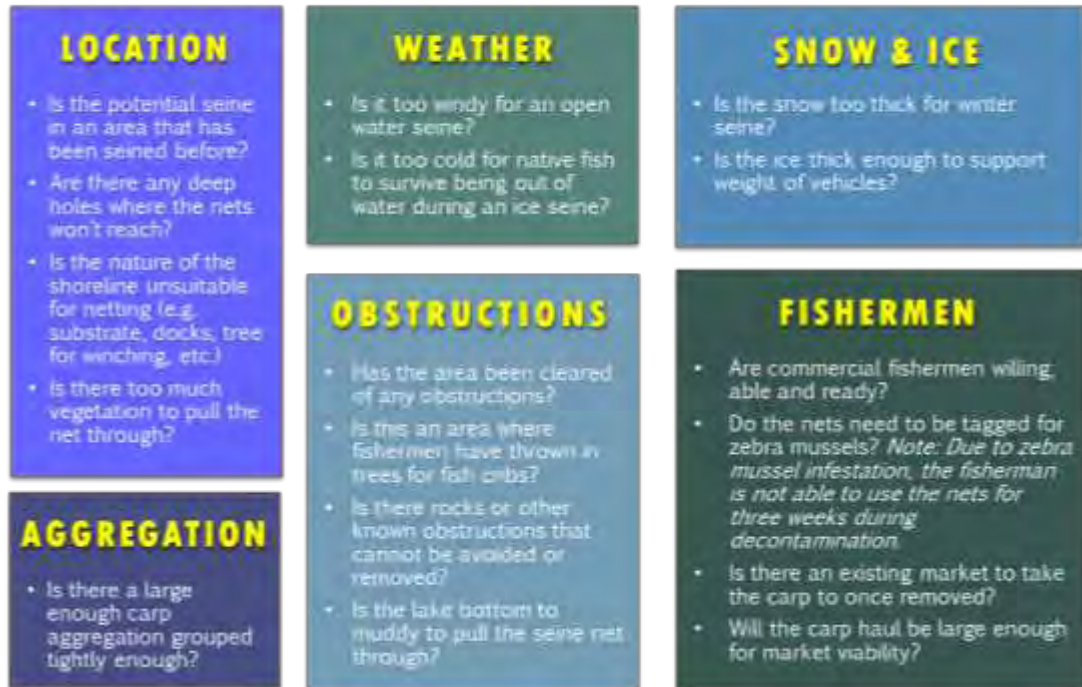 LOCATION
• Is the potential seine
in an area that has
been seined before?
• Are there any deep
holes where the nets
won't reach?
• Is the nature of the
shoreline unsuitable
for netting (e.g.
substrate, docks, tree
for winching, etc.)
• Is there too much
vegetation to pull the
net through?
AGGREGATION
• Is there a large
enough carp
aggregation grouped
tightly enough?
WEATHER
• Is it too windy for an open
water seine?
• Is it too cold for native fish
to survive being out of
water during an ice seine?
OBSTRUCTIONS
• Has the area been cleared
of any obstructions?
• Is this an area where
fishermen have thrown in
trees for fish cribs?
• Is there rocks or other
known obstructions that
cannot be avoided or
removed?
• Is the lake bottom to
muddy to pull the seine net
through?
SNOW & ICE
• Is the snow too thick for winter
seine?
• Is the ice thick enough to support
weight of vehicles?
FISHERMEN
• Are commercial fishermen willing,
able and ready?
• Do the nets need to be tagged for
zebra mussels? Note: Due to zebra
mussel infestation, the fisherman
is not able to use the nets for
three weeks during
decontamination.
• Is there an existing market to take
the carp to once removed?
• Will the carp haul be large enough
for market viability?